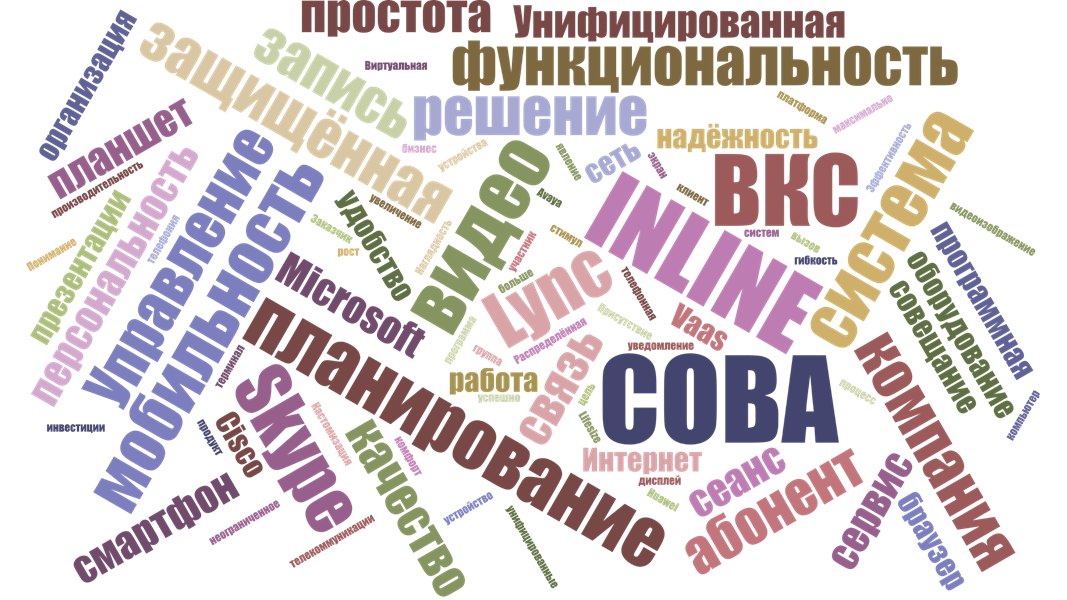 простота
Унифицированная
функциональность
организация
защищённая
запись
Виртуальная
решение
бизнес
устройства
платформа
максимально
планшет
производительность
надёжность
ВКС
система
Эффективность
видеоизображение
персональность
Управление
мобильность
презентации
телефония
Понимание
увеличение
удобство
Заказчик
рост
Наглядность
видео
явление
сеть
экран
клиент
Avaya
INLINE
систем
вызов
гибкость
стимул
участник
больше
Lync
телефонная
Vaas
присутствие
уведомление
Распределённая
группа
программа
Microsoft
планирование
терминал
программная
оборудование
совещание
компания
компьютер
процесс
СОВА
связь
работа
успешно
цель
Lifesize
Интернет
дисплей
Huawei
сеанс
абонент
сервис
браузер
инвестиции
продукт
cisco
skype
Кастомизация
комфорт
качество
смартфон
неограниченное
телекоммуникации
устройство
унифицированные